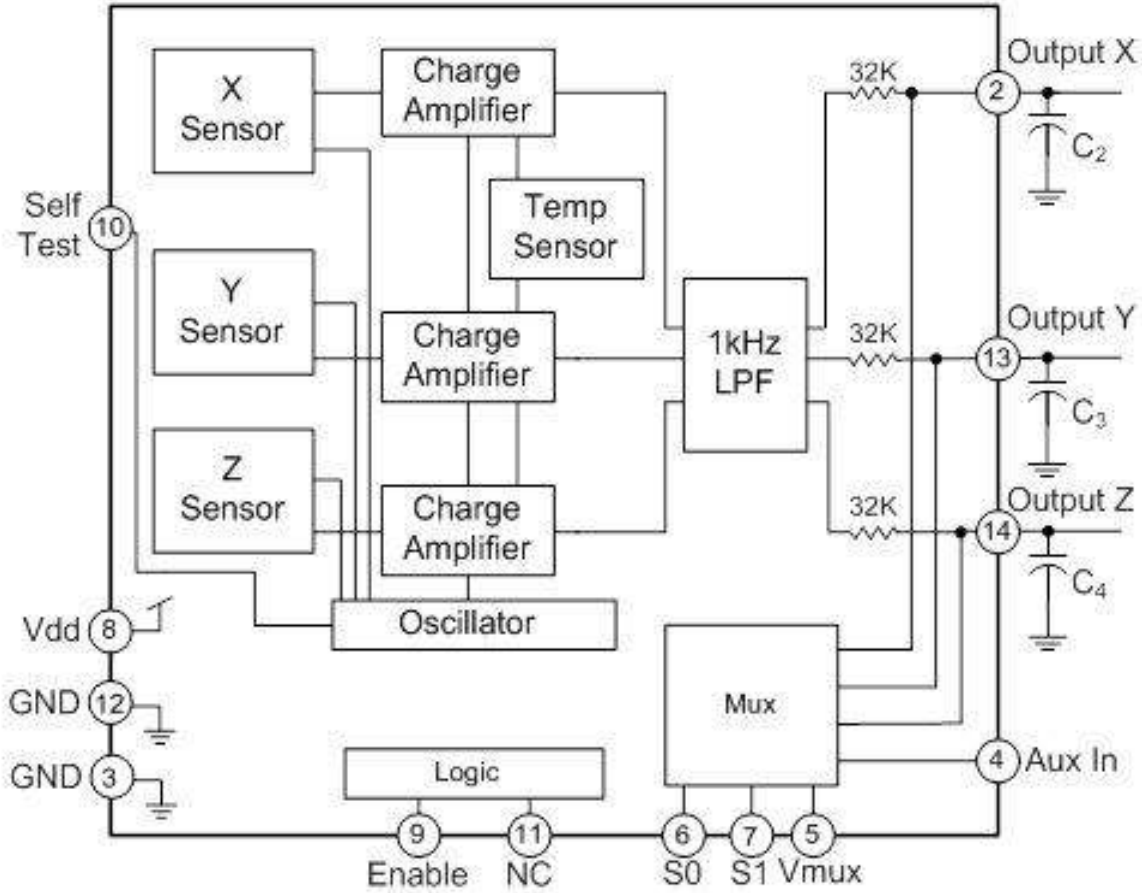 X
Sensor
Charge
Amplifier
32K
2
Output X
C2
Self
Test
10
Temp
Sensor
Y
Sensor
Charge
Amplifier
1kHz
LPF
32K
13
Output Y
C3
Z
Sensor
Charge
Amplifier
32K
14
Output Z
C4
Oscillator
Vdd
8
GND
12
GND
3
Mux
4
Aux In
Logic
9
Enable
11
NC
6
S0
7
S1
5
Vmux